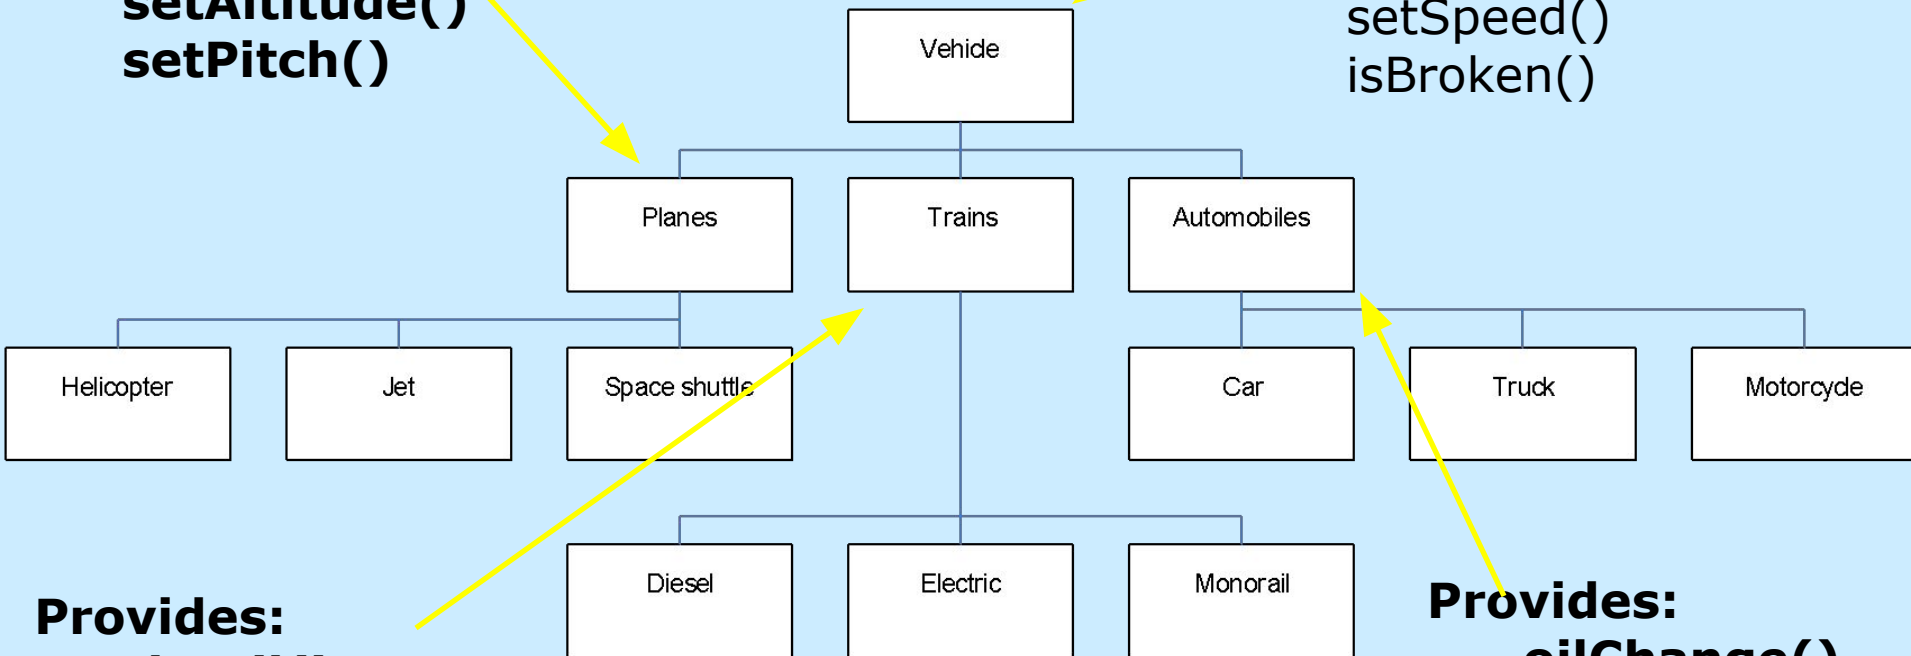 setAltitude()
setPitch()
setSpeed()
isBroken()
Vehicle
Planes
Trains
Automobiles
Helicopter
Jet
Space shuttle
Car
Truck
Motorcycle
Diesel
Electric
Monorail
Provides:
Provides:
oilChange()